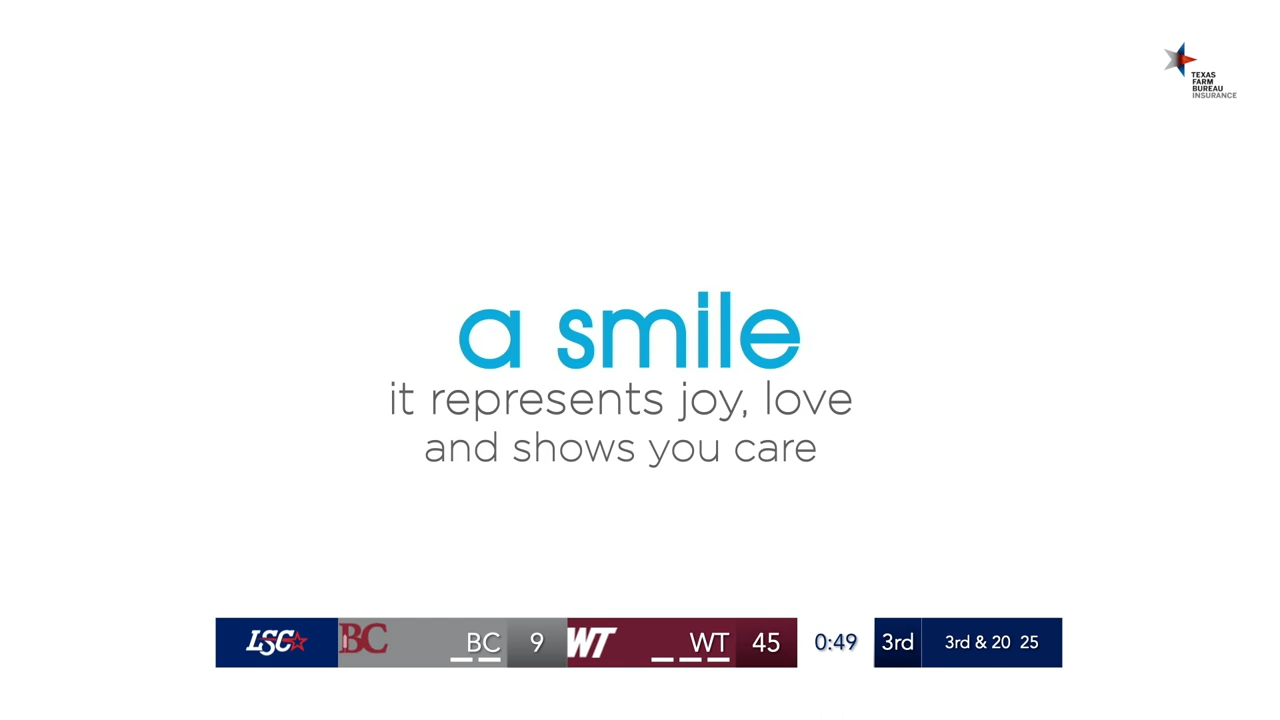 TEXAS
FARM
BUREAU
INSURANCE
a smile
it represents joy, love
and shows you care
LSC BC BC 9 WT WT 45 0:49 3rd 3rd & 20 25